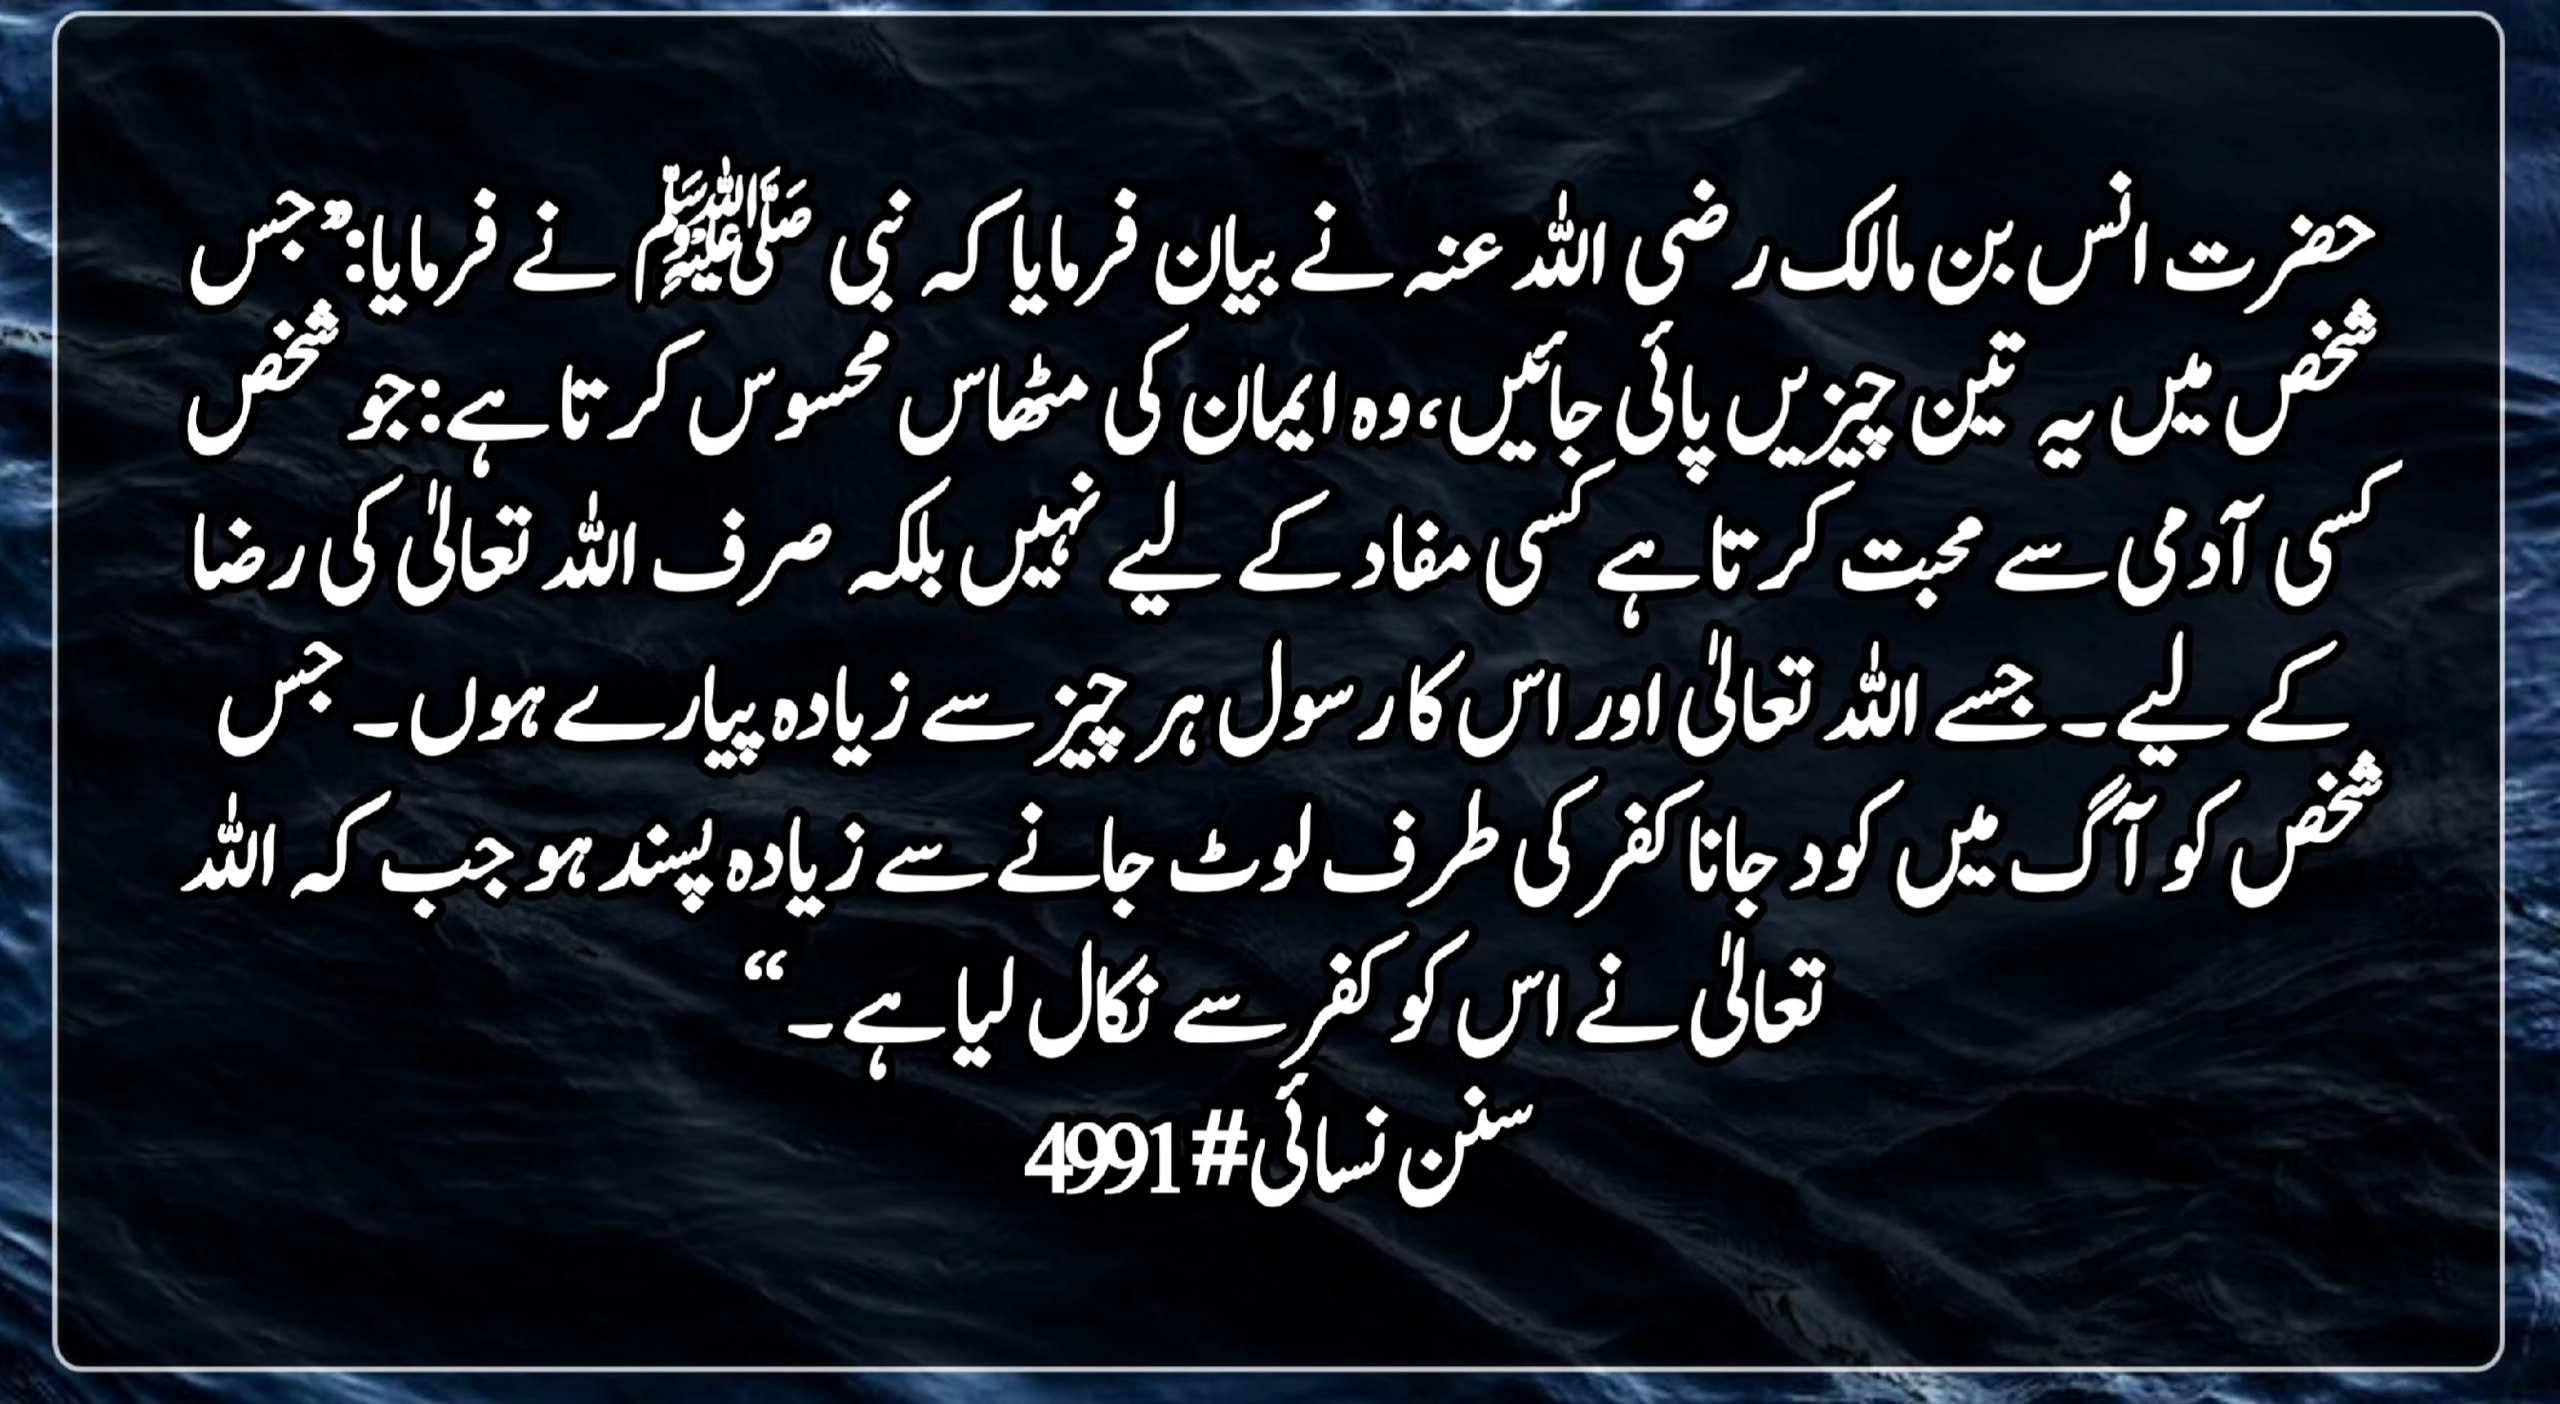 حضرت انس بن مالک رضی اللہ عنہ نے بیان فرمایا کہ نبی ﷺ نے فرمایا: ”جس
شخص میں یہ تین چیزیں پائی جائیں، وہ ایمان کی مٹھاس محسوس کرتا ہے: جو شخص
کسی آدمی سے محبت کرتا ہے کسی مفاد کے لیے نہیں بلکہ صرف اللہ تعالیٰ کی رضا
کے لیے۔ جسے اللہ تعالیٰ اور اس کا رسول ہر چیز سے زیادہ پیارے ہوں۔ جس
شخص کو آگ میں کود جانا کفر کی طرف لوٹ جانے سے زیادہ پسند ہو جب کہ اللہ
تعالیٰ نے اس کو کفر سے نکال لیا ہے۔“
سنن نسائی#4991